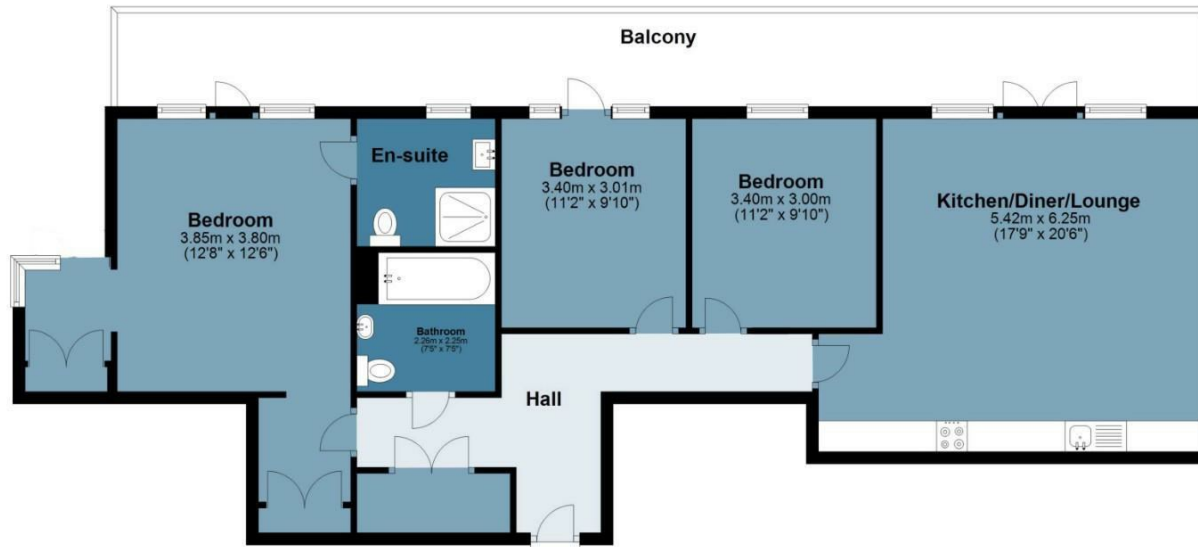 Balcony
En-suite
Bedroom
3.85m x 3.80m
(12'8" x 12'6")
Bedroom
3.40m x 3.01m
(11'2" x 9'10")
Bedroom
3.40m x 3.00m
(11'2" x 9'10")
Kitchen/Diner/Lounge
5.42m x 6.25m
(17'9" x 20'6")
Bathroom
2.26m x 2.25m
(7'5" x 7'5")
Hall